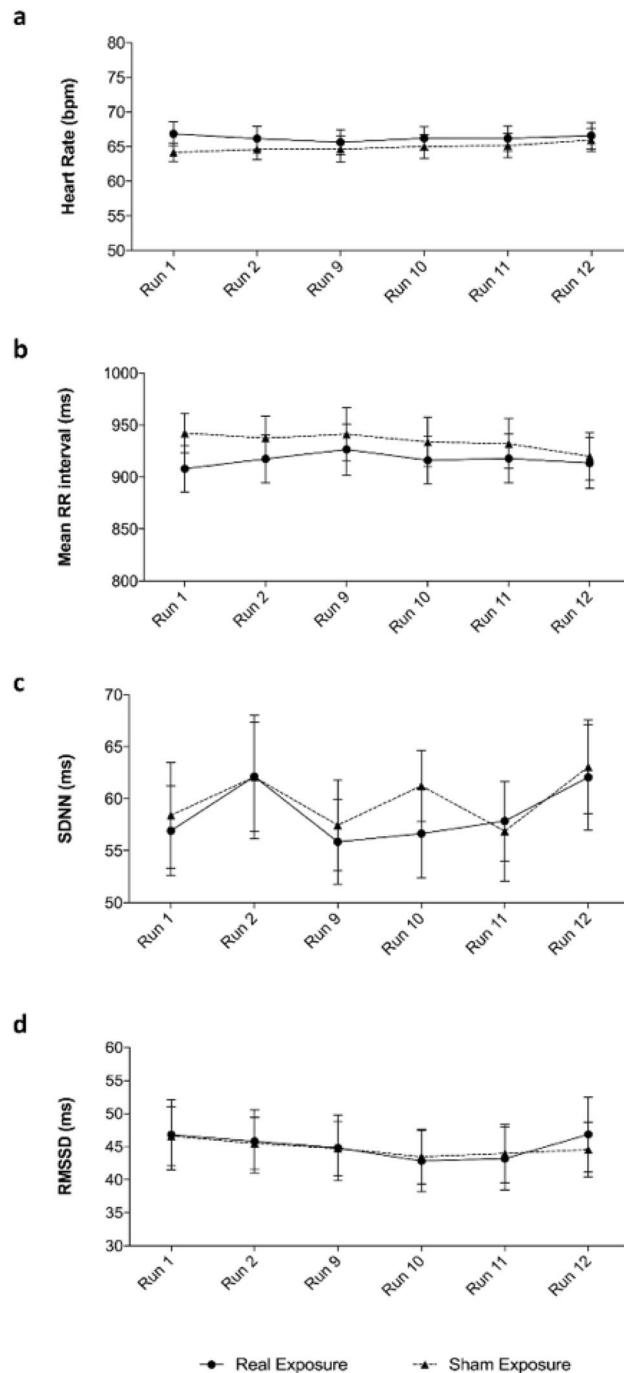 a
80
75
70
65
60
55
50
Heart Rate (bpm)
Run 1
Run 2
Run 9
Run 10
Run 11
Run 12
b
1000
950
900
850
800
Mean RR interval (ms)
Run 1
Run 2
Run 9
Run 10
Run 11
Run 12
c
70
65
60
55
50
SDNN (ms)
Run 1
Run 2
Run 9
Run 10
Run 11
Run 12
d
60
55
50
45
40
35
30
RMSSD (ms)
Run 1
Run 2
Run 9
Run 10
Run 11
Run 12
Real Exposure
Sham Exposure